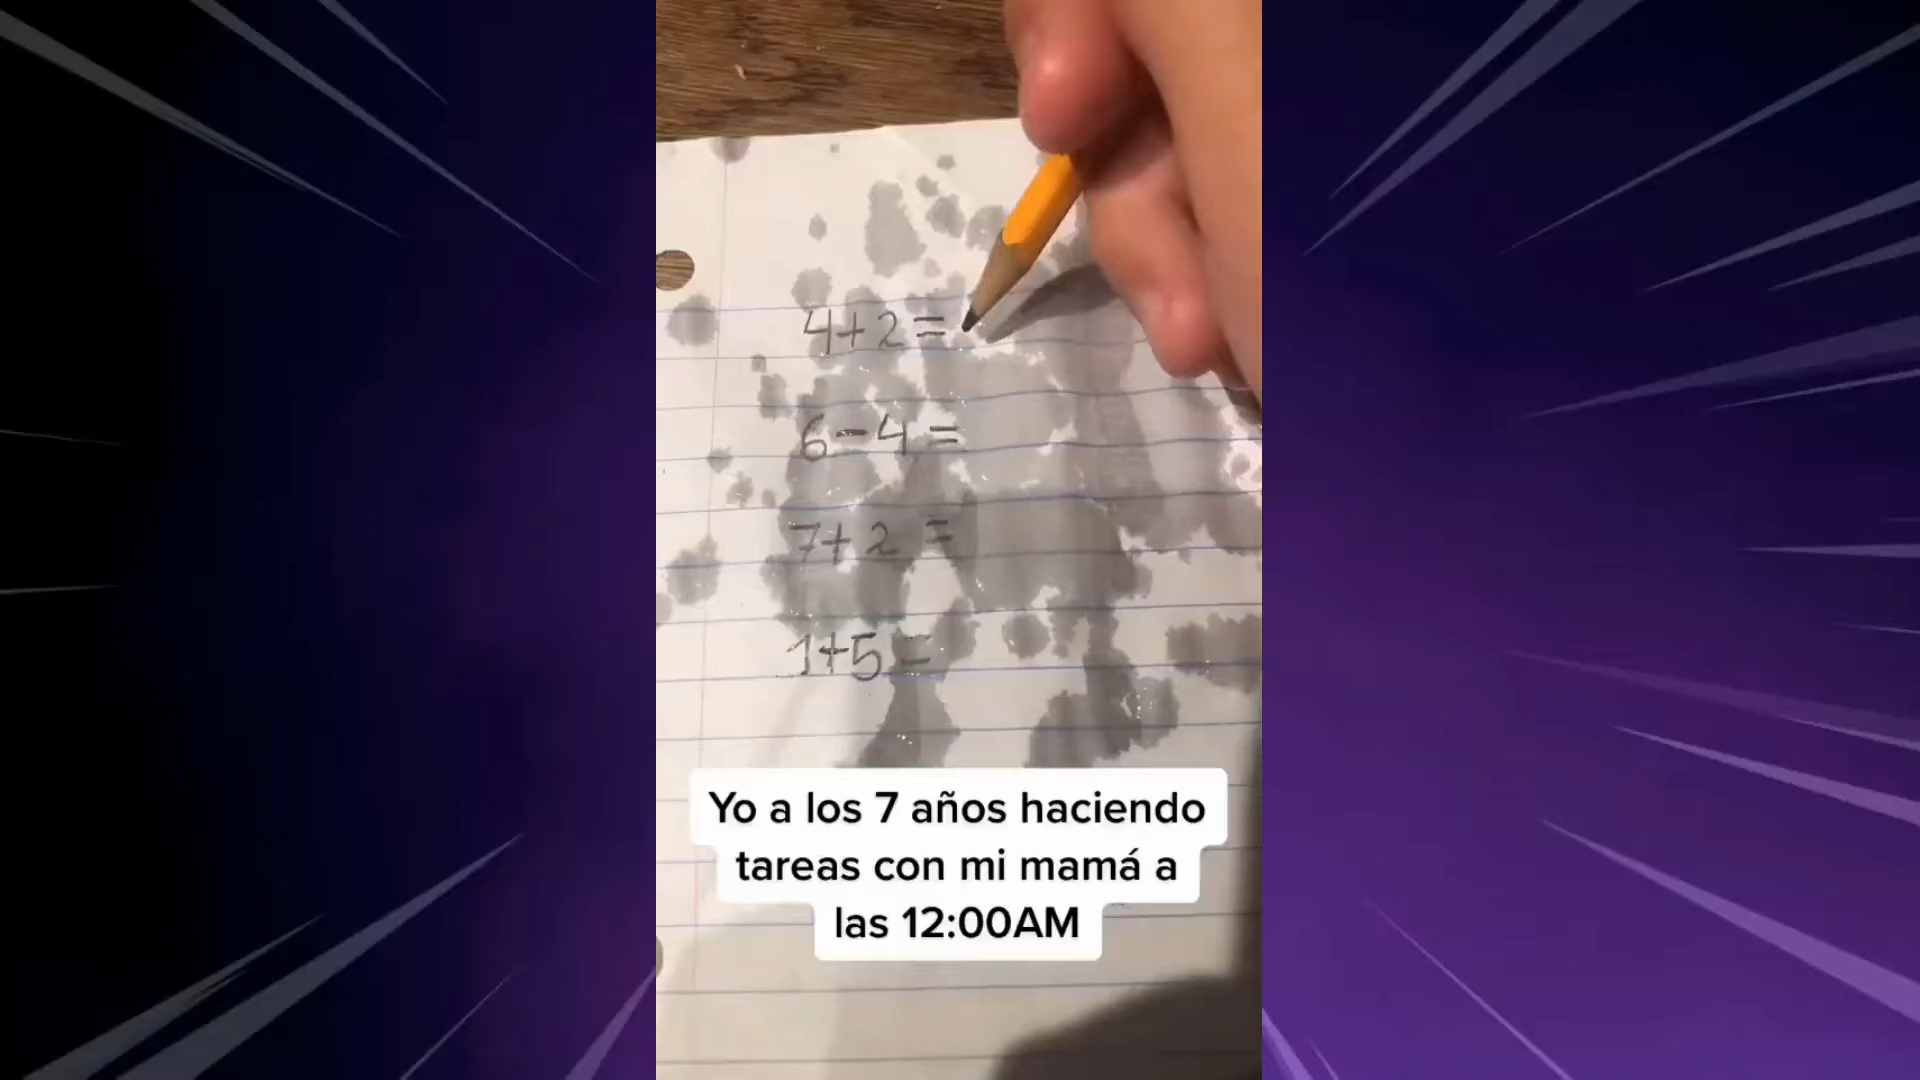 4+2=
6-4=
7+2=
1+5=
Yo a los 7 años haciendo
tareas con mi mamá a
las 12:00AM